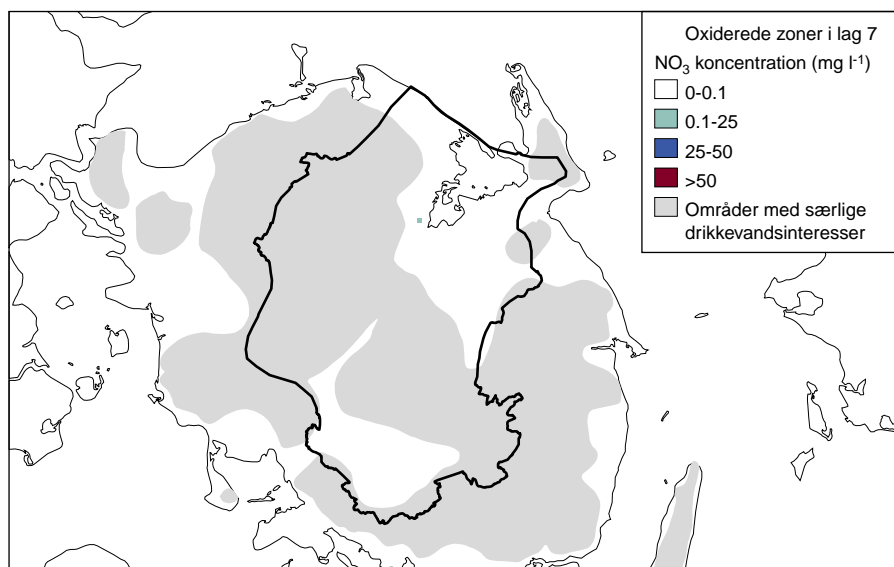 Oxiderede zoner i lag 7
NO₃ koncentration (mg l⁻¹)
0-0.1
0.1-25
25-50
>50
Områder med særlige
drikkevandsinteresser